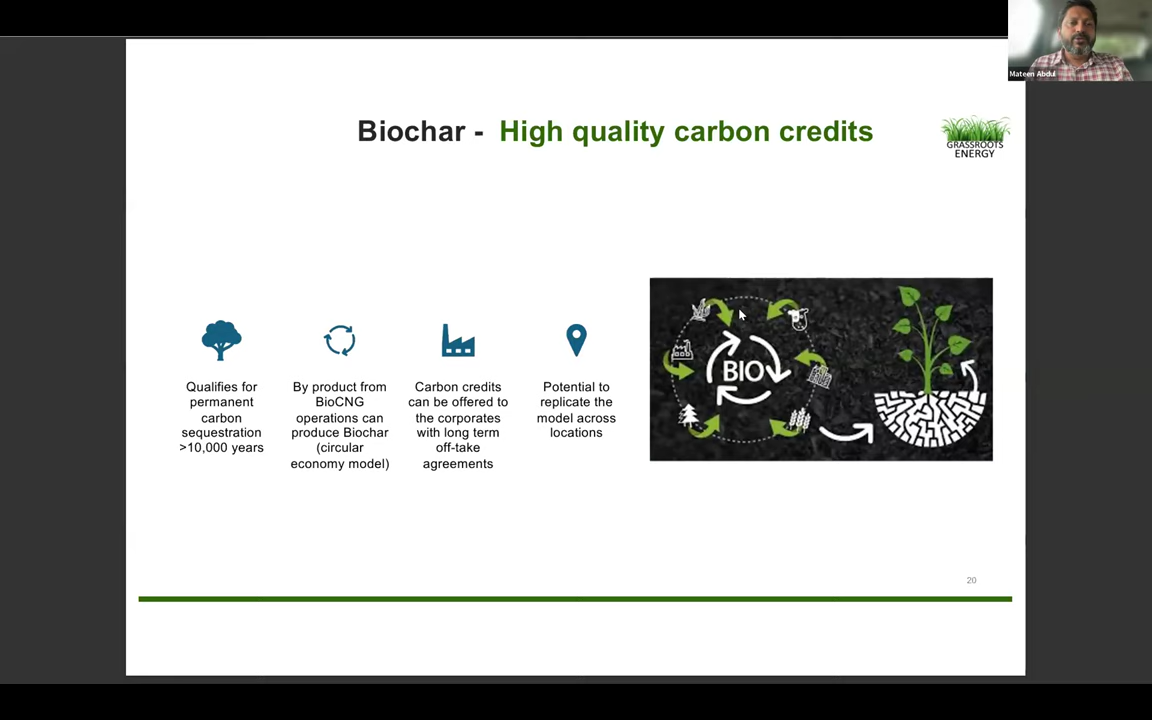 Mateen Abdul
Biochar - High quality carbon credits
GRASSROOTS
ENERGY
Qualifies for
permanent
carbon
sequestration
>10,000 years
By product from
BioCNG
operations can
produce Biochar
(circular
economy model)
Carbon credits
can be offered to
the corporates
with long term
off-take
agreements
Potential to
replicate the
model across
locations
BIO
20